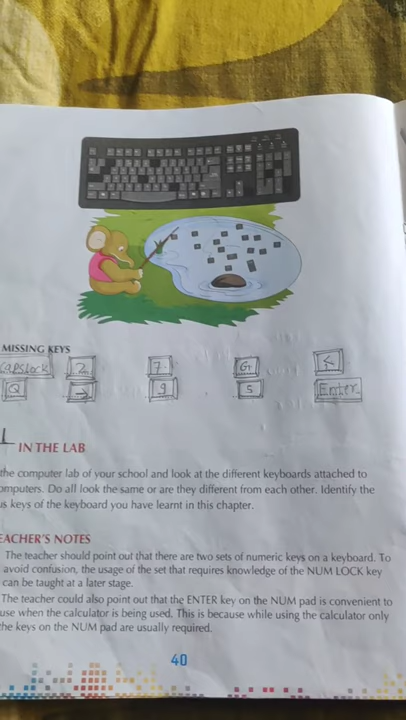 MISSING KEYS
CapsLock 2 7 G <
Q → 9 5 Enter
IN THE LAB
the computer lab of your school and look at the different keyboards attached to
omputers. Do all look the same or are they different from each other. Identify the
us keys of the keyboard you have learnt in this chapter.
EACHER'S NOTES
The teacher should point out that there are two sets of numeric keys on a keyboard. To
avoid confusion, the usage of the set that requires knowledge of the NUM LOCK key
can be taught at a later stage.
The teacher could also point out that the ENTER key on the NUM pad is convenient to
use when the calculator is being used. This is because while using the calculator only
the keys on the NUM pad are usually required.
40